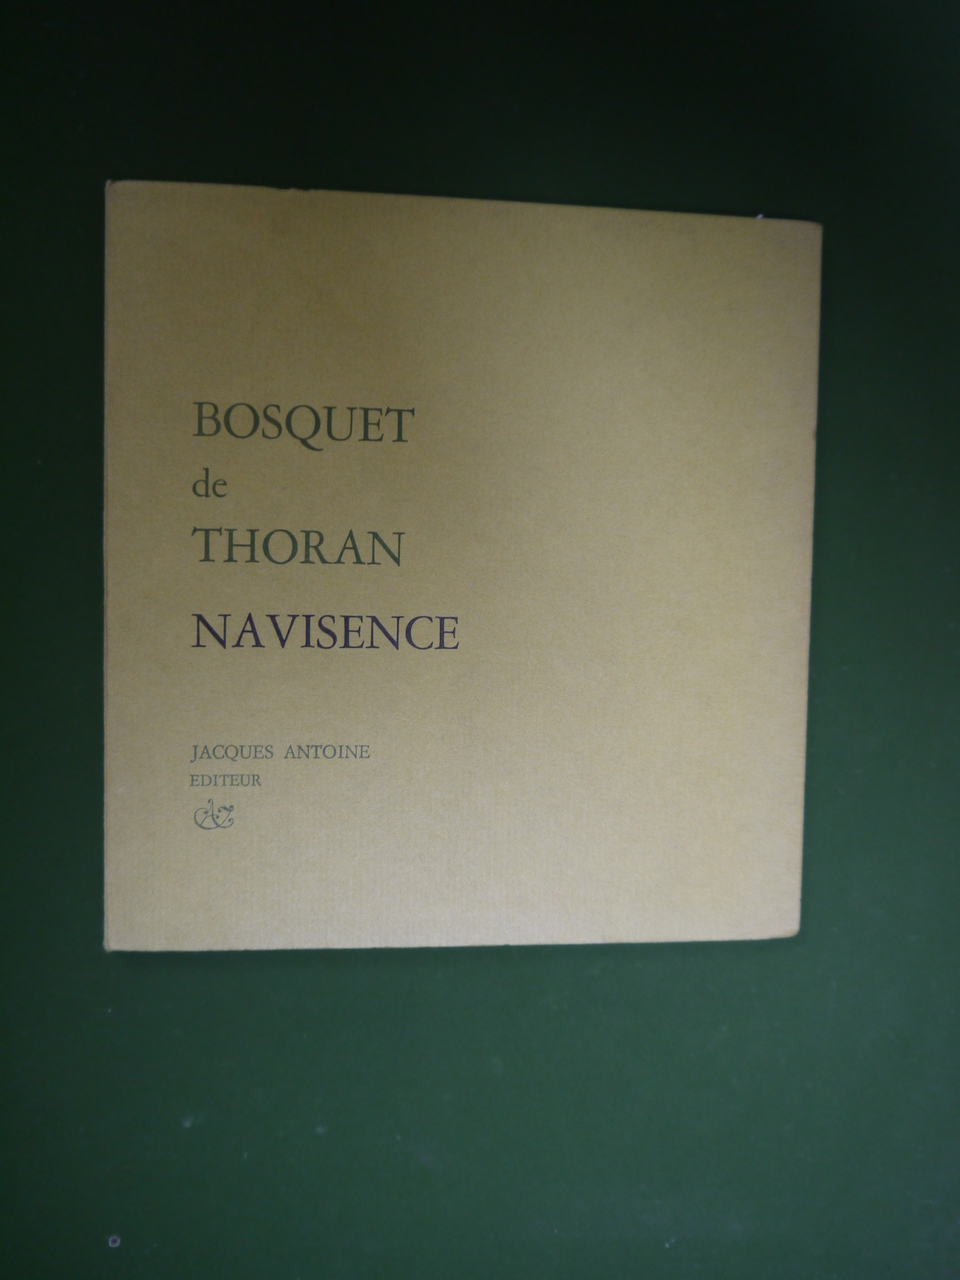 BOSQUET
de
THORAN
NAVISENCE
JACQUES ANTOINE
EDITEUR